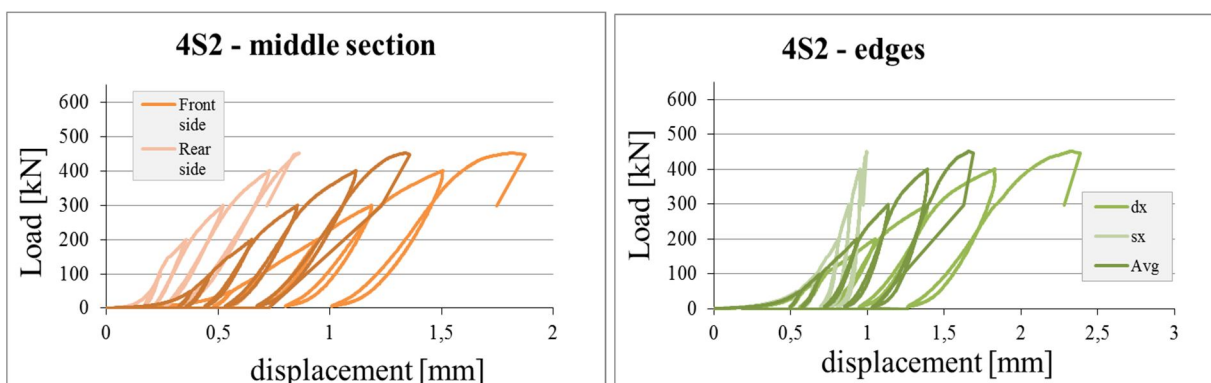 4S2 - middle section
Load [kN]
600
500
400
300
200
100
0
Front
side
Rear
side
0 0,5 1 1,5 2
displacement [mm]
4S2 - edges
Load [kN]
600
500
400
300
200
100
0
dx
sx
Avg
0 0,5 1 1,5 2 2,5 3
displacement [mm]